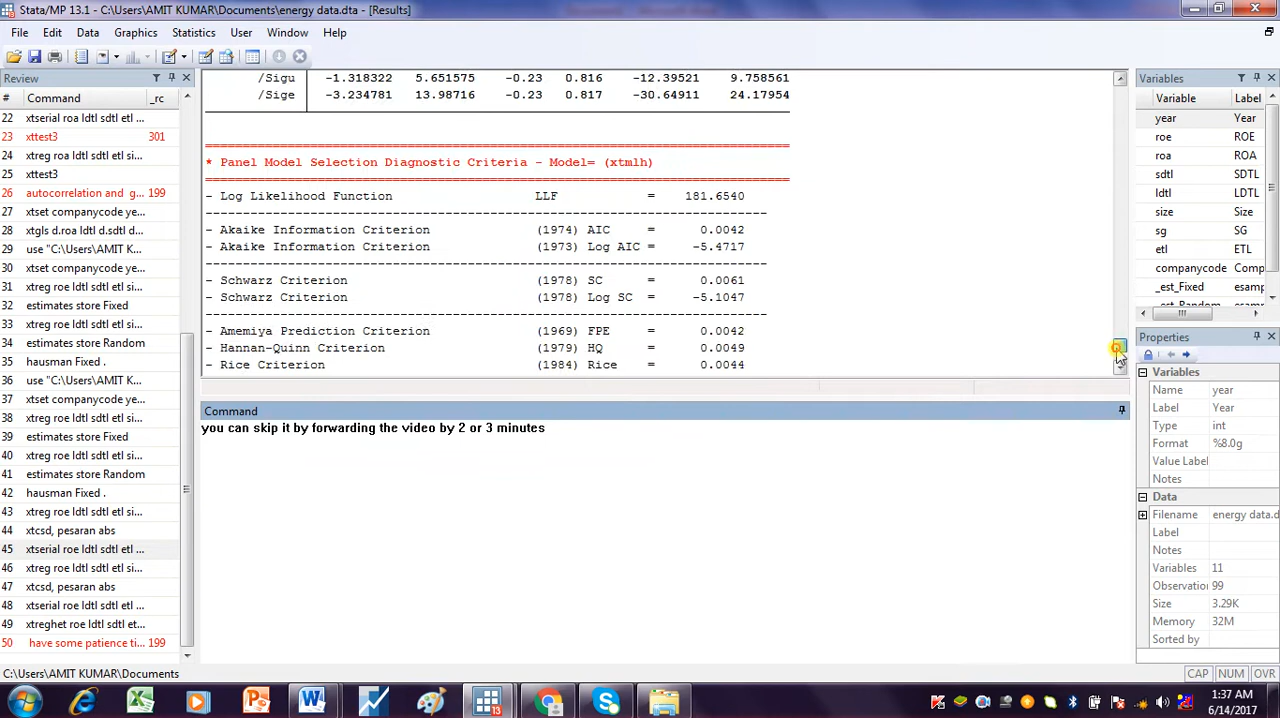 Stata/MP 13.1 - C:\Users\AMIT KUMAR\Documents\energy data.dta - [Results]
File Edit Data Graphics Statistics User Window Help
Review
# Command _rc
22 xtserial roa ldtl sdtl etl ...
23 xttest3 301
24 xtreg roa ldtl sdtl etl si...
25 xttest3
26 autocorrelation and g... 199
27 xtset companycode ye...
28 xtgls d.roa ldtl d.sdtl d...
29 use "C:\Users\AMIT K...
30 xtset companycode ye...
31 xtreg roe ldtl sdtl etl si...
32 estimates store Fixed
33 xtreg roe ldtl sdtl etl si...
34 estimates store Random
35 hausman Fixed .
36 use "C:\Users\AMIT K...
37 xtset companycode ye...
38 xtreg roe ldtl sdtl etl si...
39 estimates store Fixed
40 xtreg roe ldtl sdtl etl si...
41 estimates store Random
42 hausman Fixed .
43 xtreg roe ldtl sdtl etl si...
44 xtcsd, pesaran abs
45 xtserial roe ldtl sdtl etl ...
46 xtreg roe ldtl sdtl etl si...
47 xtcsd, pesaran abs
48 xtserial roe ldtl sdtl etl ...
49 xtreghet roe ldtl sdtl et...
50 have some patience ti... 199
/Sigu -1.318322 5.651575 -0.23 0.816 -12.39521 9.758561
/Sige -3.234781 13.98716 -0.23 0.817 -30.64911 24.17954
* Panel Model Selection Diagnostic Criteria - Model= (xtmlh)
- Log Likelihood Function LLF = 181.6540
- Akaike Information Criterion (1974) AIC = 0.0042
- Akaike Information Criterion (1973) Log AIC = -5.4717
- Schwarz Criterion (1978) SC = 0.0061
- Schwarz Criterion (1978) Log SC = -5.1047
- Amemiya Prediction Criterion (1969) FPE = 0.0042
- Hannan-Quinn Criterion (1979) HQ = 0.0049
- Rice Criterion (1984) Rice = 0.0044
Command
you can skip it by forwarding the video by 2 or 3 minutes
Variables
Variable Label
year Year
roe ROE
roa ROA
sdtl SDTL
ldtl LDTL
size Size
sg SG
etl ETL
companycode Comp
_est_Fixed esamp
_est_Random esamp
Properties
Variables
Name year
Label Year
Type int
Format %8.0g
Value Label
Notes
Data
Filename energy data.d
Label
Notes
Variables 11
Observation 99
Size 3.29K
Memory 32M
Sorted by
C:\Users\AMIT KUMAR\Documents
CAP NUM OVR
1:37 AM
6/14/2017